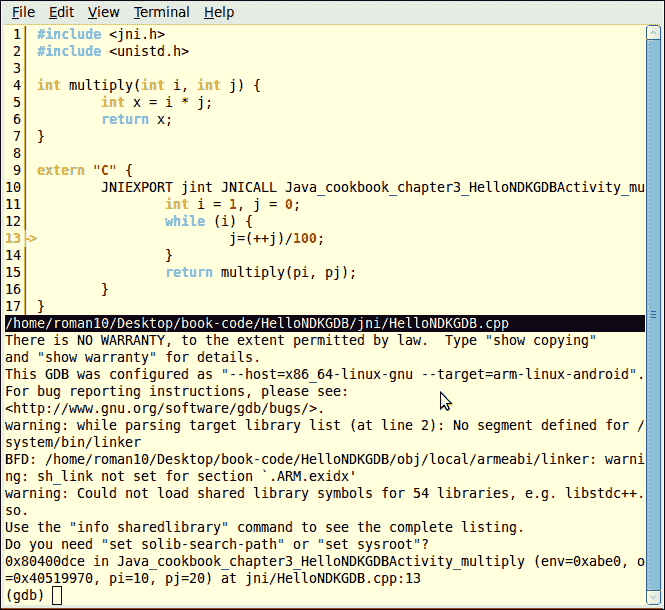 File Edit View Terminal Help
1 #include <jni.h>
2 #include <unistd.h>
3
4 int multiply(int i, int j) {
5 int x = i * j;
6 return x;
7 }
8
9 extern "C" {
10 JNIEXPORT jint JNICALL Java_cookbook_chapter3_HelloNDKGDBActivity_mu
11 int i = 1, j = 0;
12 while (i) {
13-> j=(++j)/100;
14 }
15 return multiply(pi, pj);
16 }
17 }
/home/roman10/Desktop/book-code/HelloNDKGDB/jni/HelloNDKGDB.cpp
There is NO WARRANTY, to the extent permitted by law.  Type "show copying"
and "show warranty" for details.
This GDB was configured as "--host=x86_64-linux-gnu --target=arm-linux-android".
For bug reporting instructions, please see:
<http://www.gnu.org/software/gdb/bugs/>.
warning: while parsing target library list (at line 2): No segment defined for /
system/bin/linker
BFD: /home/roman10/Desktop/book-code/HelloNDKGDB/obj/local/armeabi/linker: warni
ng: sh_link not set for section `.ARM.exidx'
warning: Could not load shared library symbols for 54 libraries, e.g. libstdc++.
so.
Use the "info sharedlibrary" command to see the complete listing.
Do you need "set solib-search-path" or "set sysroot"?
0x80400dce in Java_cookbook_chapter3_HelloNDKGDBActivity_multiply (env=0xabe0, o
=0x40519970, pi=10, pj=20) at jni/HelloNDKGDB.cpp:13
(gdb)